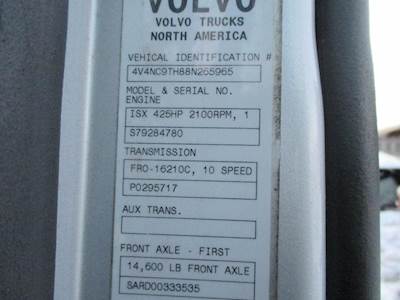 VOLVO
VOLVO TRUCKS
NORTH AMERICA
VEHICAL IDENTIFICATION #
4V4NC9TH88N265965
MODEL & SERIAL NO.
ENGINE
ISX 425HP 2100RPM, 1
S79284780
TRANSMISSION
FRO-16210C, 10 SPEED
P0295717
AUX TRANS.
FRONT AXLE - FIRST
14,600 LB FRONT AXLE
SARD00333535